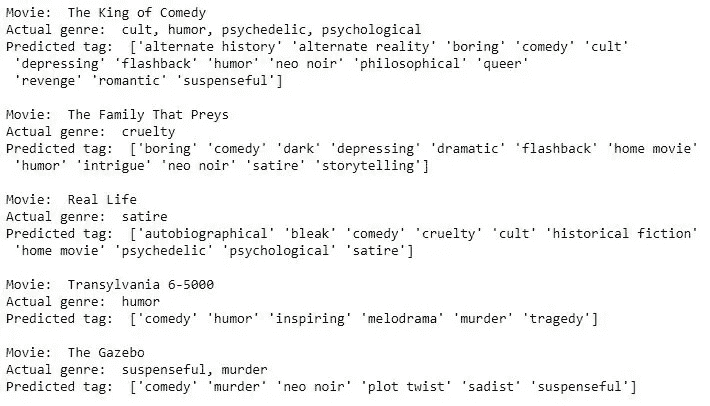 Movie:  The King of Comedy
Actual genre:  cult, humor, psychedelic, psychological
Predicted tag:  ['alternate history' 'alternate reality' 'boring' 'comedy' 'cult'
 'depressing' 'flashback' 'humor' 'neo noir' 'philosophical' 'queer'
 'revenge' 'romantic' 'suspenseful']
Movie:  The Family That Preys
Actual genre:  cruelty
Predicted tag:  ['boring' 'comedy' 'dark' 'depressing' 'dramatic' 'flashback' 'home movie'
 'humor' 'intrigue' 'neo noir' 'satire' 'storytelling']
Movie:  Real Life
Actual genre:  satire
Predicted tag:  ['autobiographical' 'bleak' 'comedy' 'cruelty' 'cult' 'historical fiction'
 'home movie' 'psychedelic' 'psychological' 'satire']
Movie:  Transylvania 6-5000
Actual genre:  humor
Predicted tag:  ['comedy' 'humor' 'inspiring' 'melodrama' 'murder' 'tragedy']
Movie:  The Gazebo
Actual genre:  suspenseful, murder
Predicted tag:  ['comedy' 'murder' 'neo noir' 'plot twist' 'sadist' 'suspenseful']